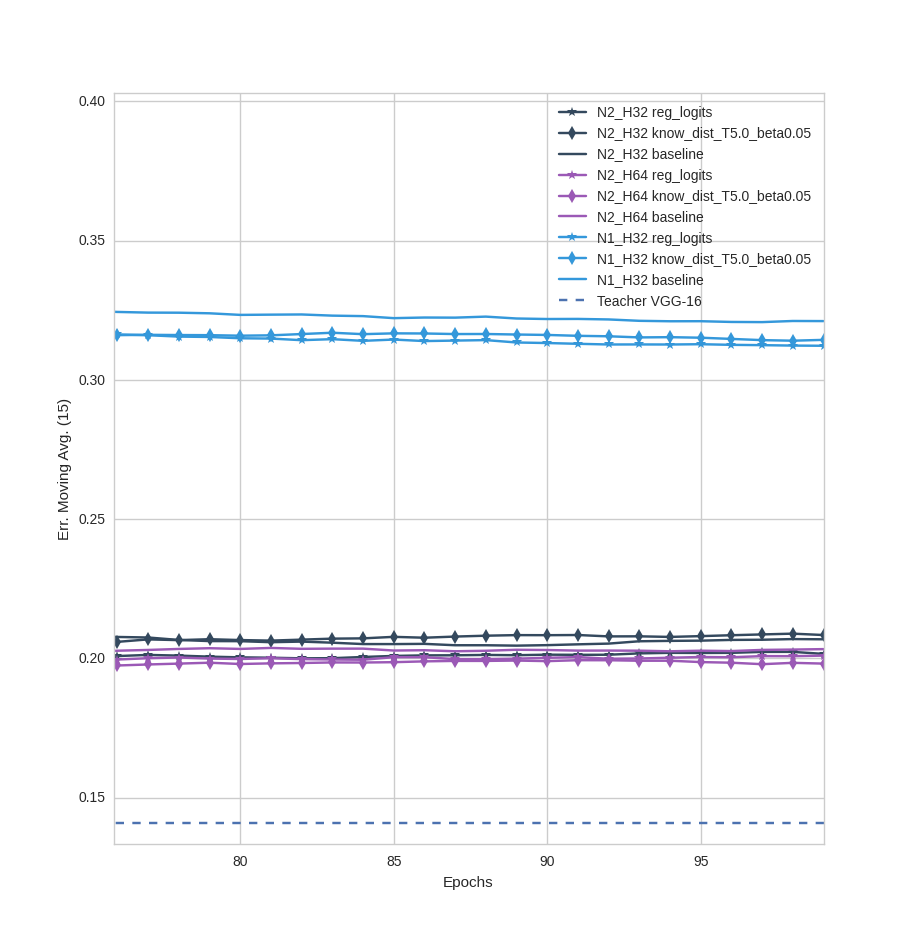 0.40
0.35
0.30
0.25
0.20
0.15
Err. Moving Avg. (15)
N2_H32 reg_logits
N2_H32 know_dist_T5.0_beta0.05
N2_H32 baseline
N2_H64 reg_logits
N2_H64 know_dist_T5.0_beta0.05
N2_H64 baseline
N1_H32 reg_logits
N1_H32 know_dist_T5.0_beta0.05
N1_H32 baseline
Teacher VGG-16
80 85 90 95
Epochs